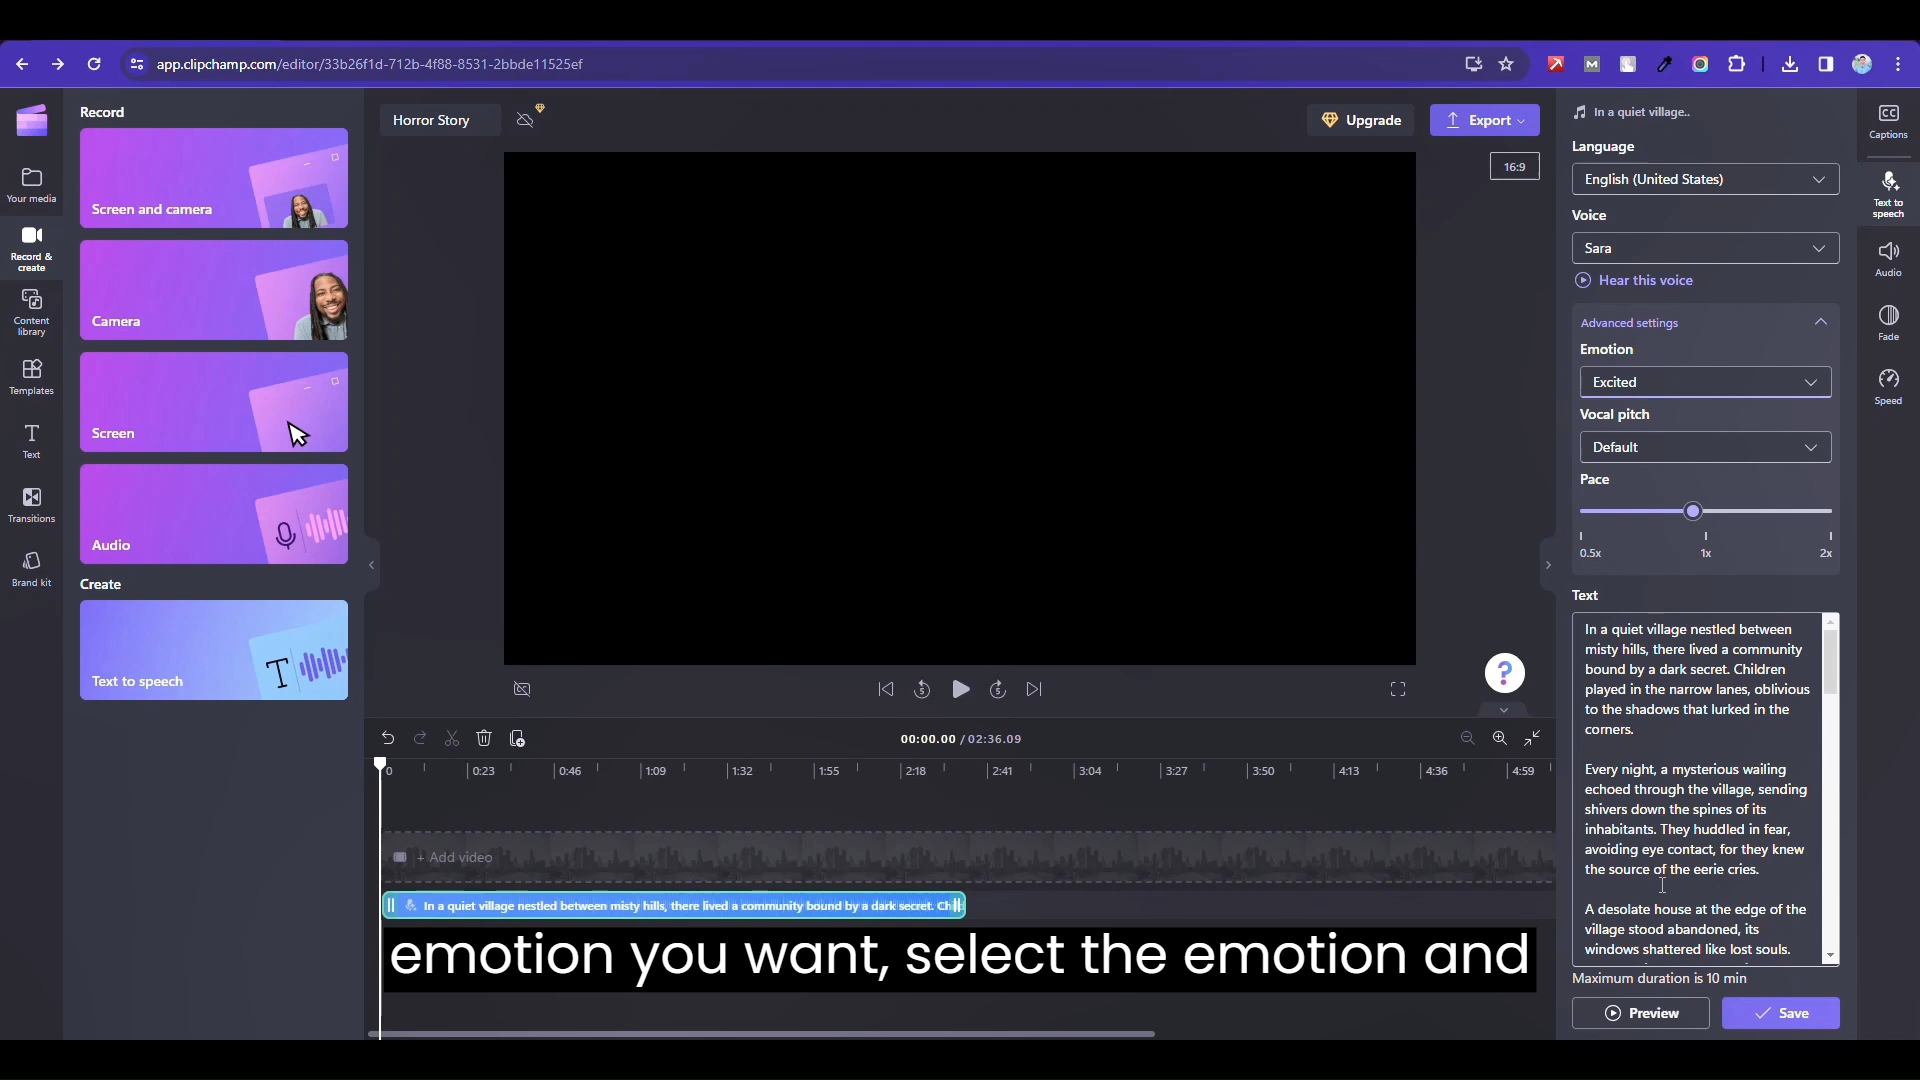 app.clipchamp.com/editor/33b26f1d-712b-4f88-8531-2bbde11525ef
Your media
Record &
create
Content
library
Templates
Text
Transitions
Brand kit
Record
Screen and camera
Camera
Screen
Audio
Create
Text to speech
Horror Story
Upgrade
Export
16:9
00:00.00 / 02:36.09
0
0:23
0:46
1:09
1:32
1:55
2:18
2:41
3:04
3:27
3:50
4:13
4:36
4:59
+ Add video
In a quiet village nestled between misty hills, there lived a community bound by a dark secret.
emotion you want, select the emotion and
In a quiet village..
Language
English (United States)
Voice
Sara
Hear this voice
Advanced settings
Emotion
Excited
Vocal pitch
Default
Pace
0.5x
1x
2x
Text
In a quiet village nestled between
misty hills, there lived a community
bound by a dark secret. Children
played in the narrow lanes, oblivious
to the shadows that lurked in the
corners.
Every night, a mysterious wailing
echoed through the village, sending
shivers down the spines of its
inhabitants. They huddled in fear,
avoiding eye contact, for they knew
the source of the eerie cries.
A desolate house at the edge of the
village stood abandoned, its
windows shattered like lost souls.
Maximum duration is 10 min
Preview
Save
CC
Captions
Text to
speech
Audio
Fade
Speed